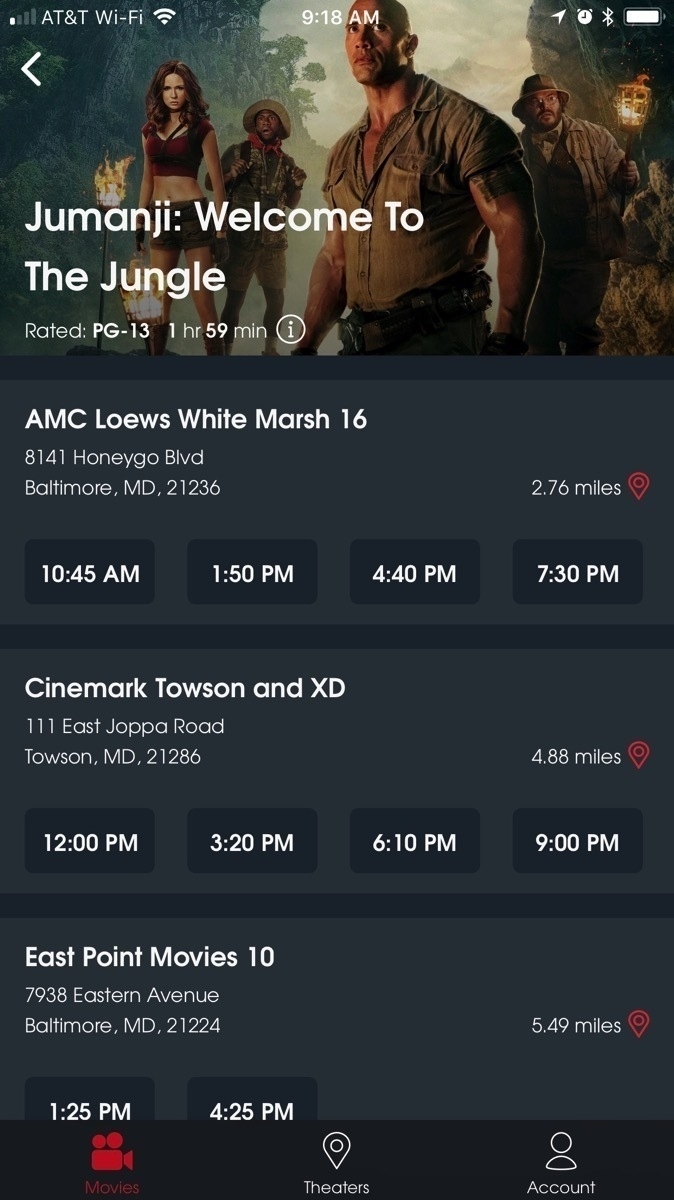 AT&T Wi-Fi 9:18 AM
Jumanji: Welcome To
The Jungle
Rated: PG-13 1 hr 59 min i
AMC Loews White Marsh 16
8141 Honeygo Blvd
Baltimore, MD, 21236 2.76 miles
10:45 AM 1:50 PM 4:40 PM 7:30 PM
Cinemark Towson and XD
111 East Joppa Road
Towson, MD, 21286 4.88 miles
12:00 PM 3:20 PM 6:10 PM 9:00 PM
East Point Movies 10
7938 Eastern Avenue
Baltimore, MD, 21224 5.49 miles
1:25 PM 4:25 PM
Movies Theaters Account